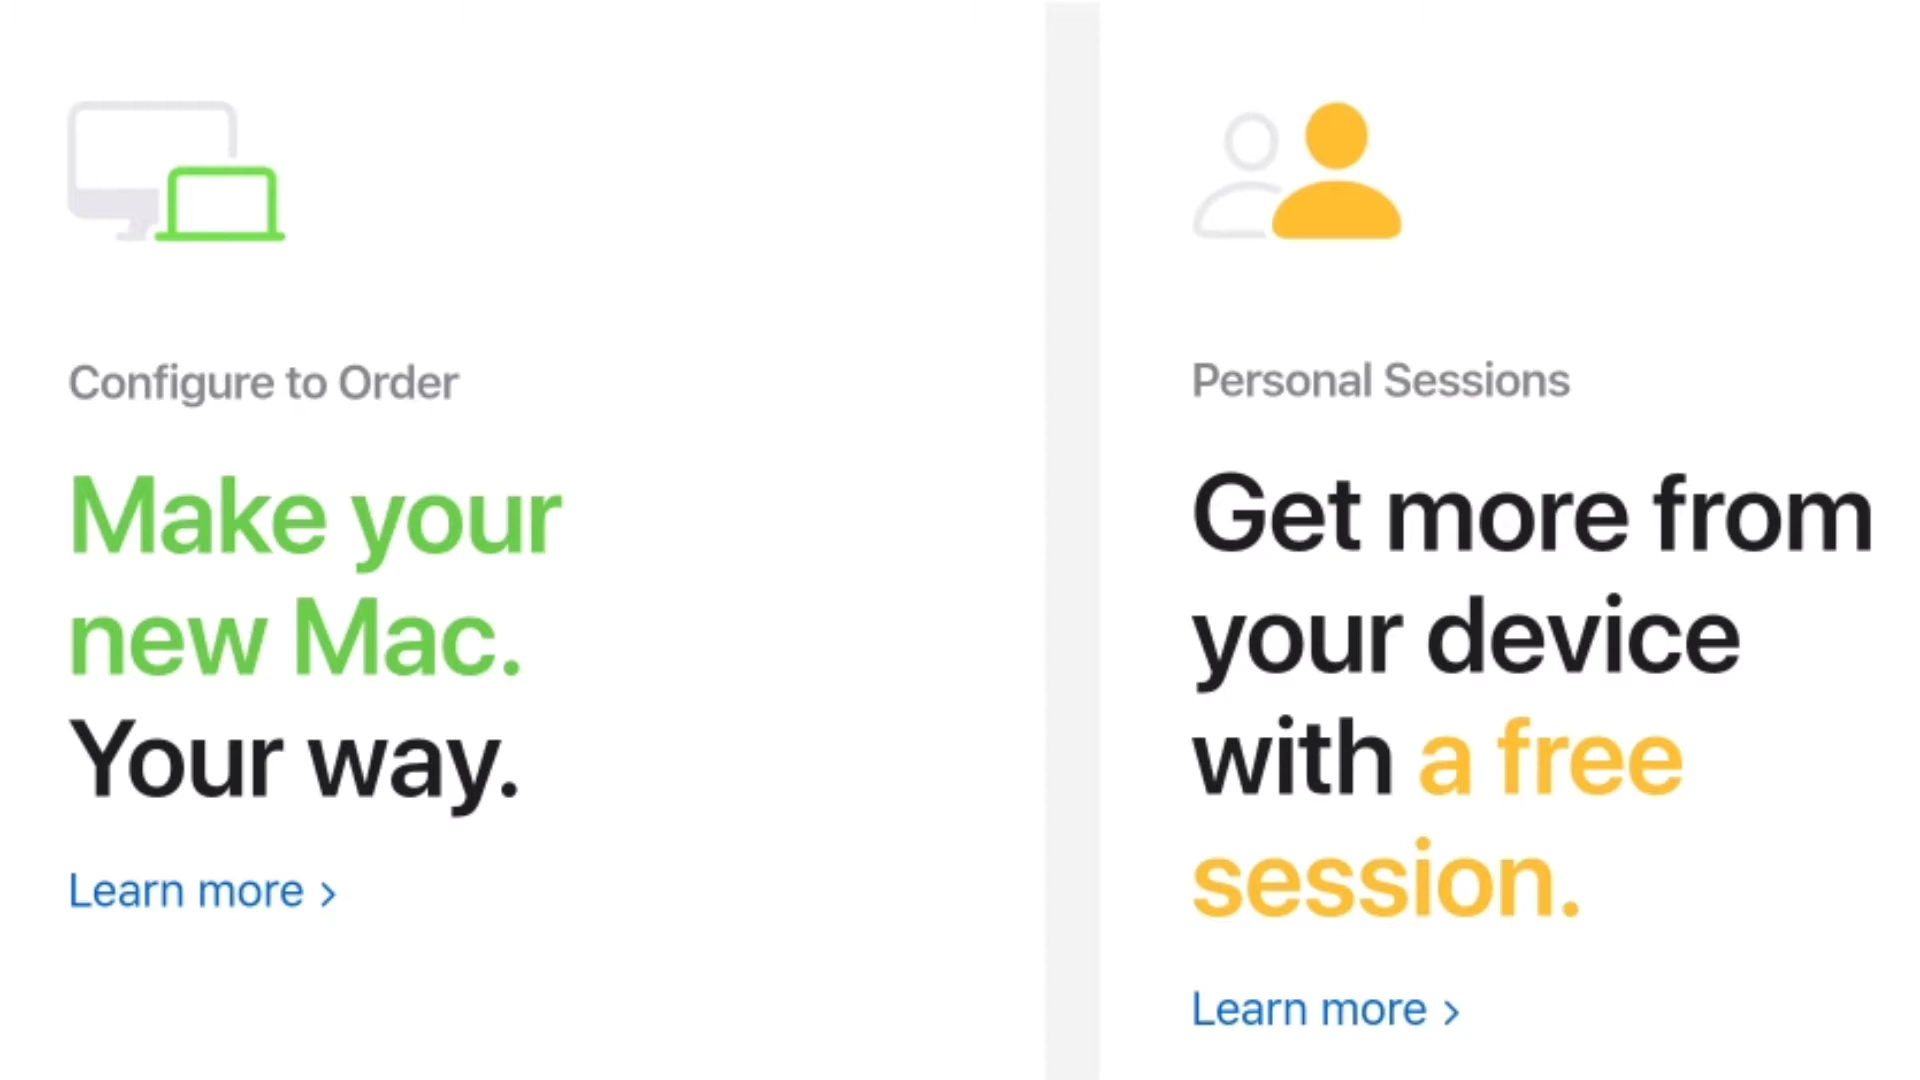 Configure to Order
Make your
new Mac.
Your way.
Learn more >
Personal Sessions
Get more from
your device
with a free
session.
Learn more >